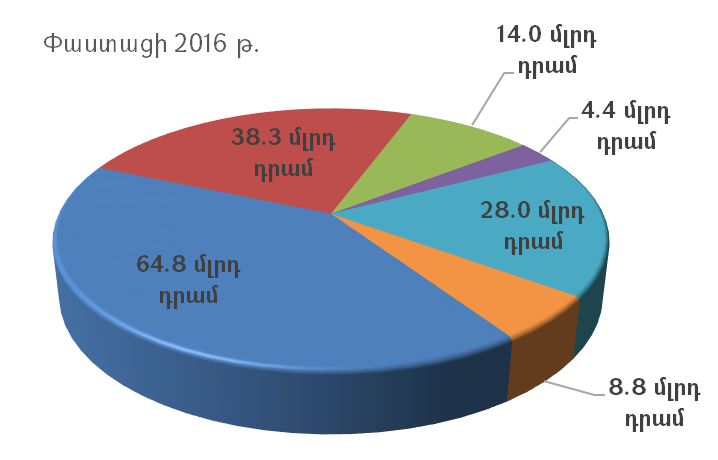 Փաստացի 2016 թ.
14.0 մլրդ
դրամ
4.4 մլրդ
դրամ
38.3 մլրդ
դրամ
28.0 մլրդ
դրամ
64.8 մլրդ
դրամ
8.8 մլրդ
դրամ